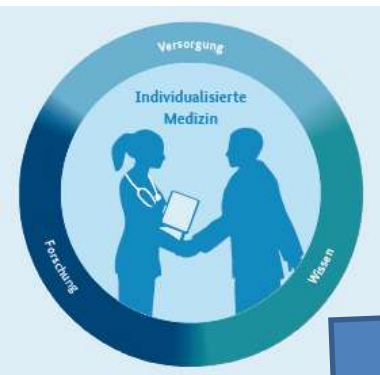 Versorgung
Individualisierte
Medizin
Forschung
Wissen